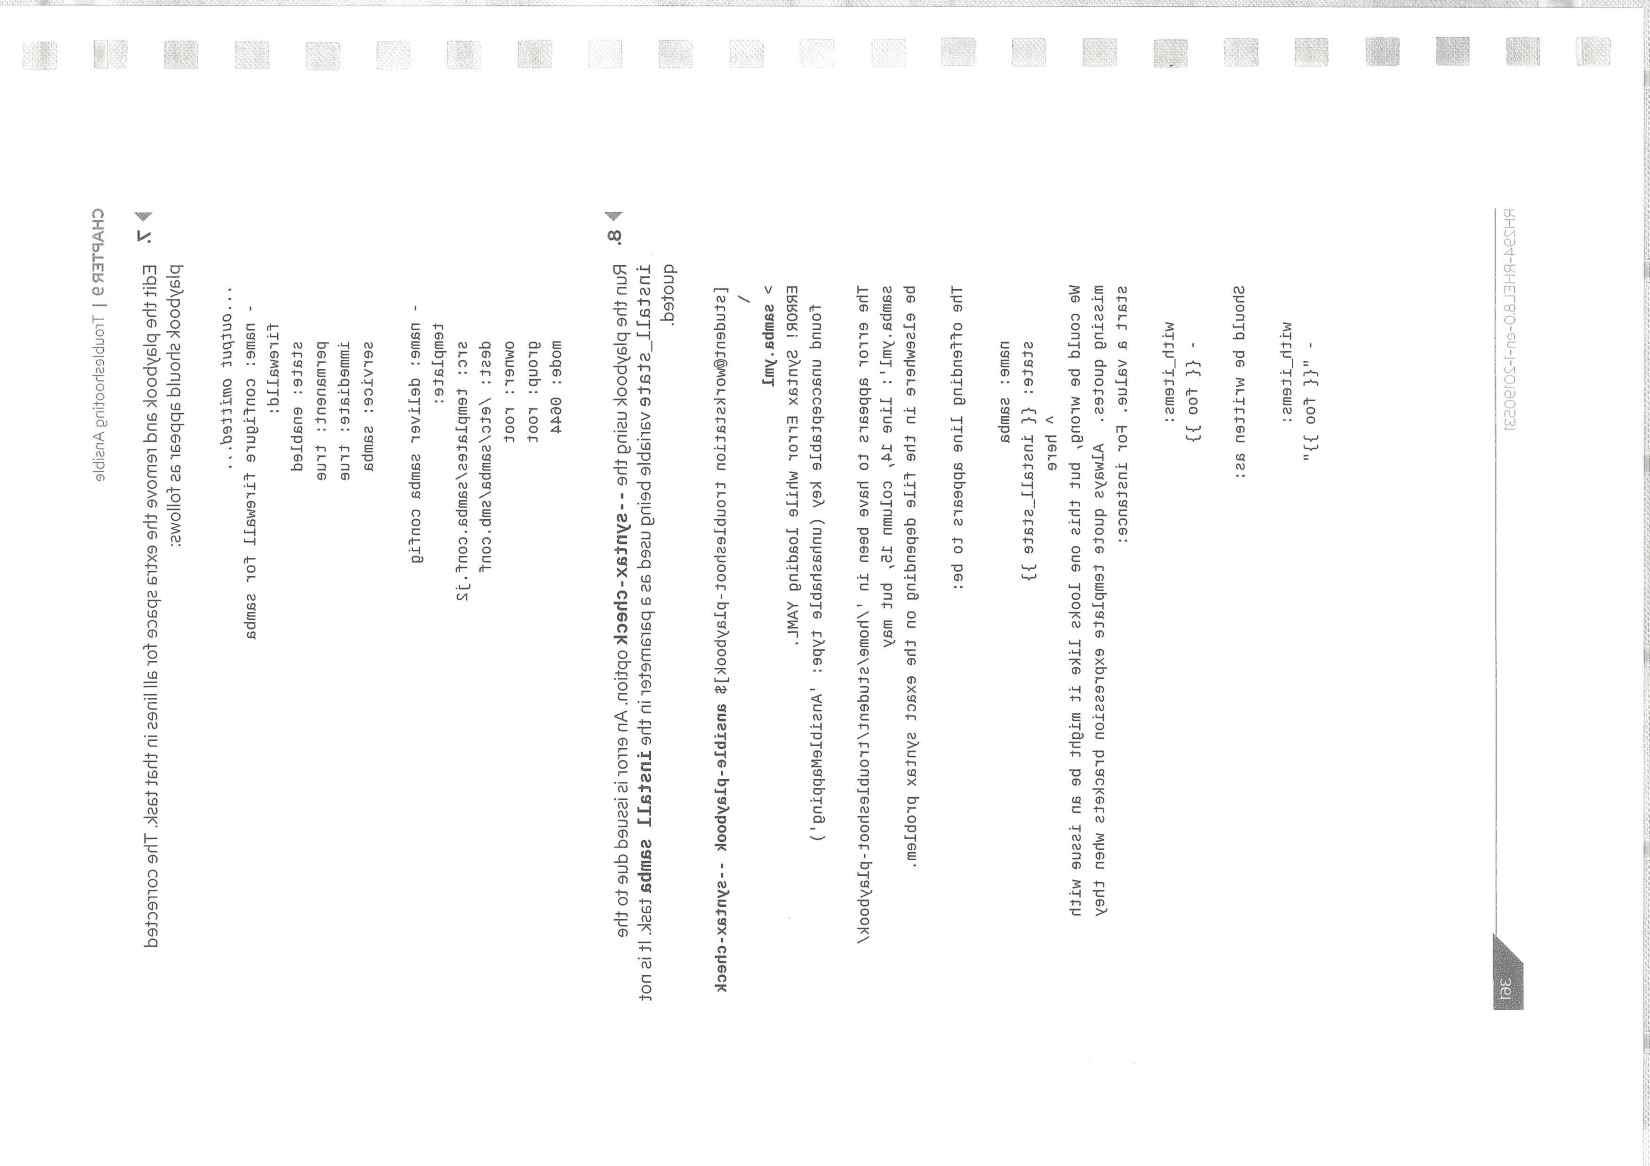 CHAPTER 9 | Troubleshooting Ansible
7. Edit the playbook and remove the extra space for all lines in that task. The corrected
playbook should appear as follows:
...output omitted...
- name: configure firewall for samba
firewalld:
state: enabled
permanent: true
immediate: true
service: samba
- name: deliver samba config
template:
src: templates/samba.conf.j2
dest: /etc/samba/smb.conf
owner: root
group: root
mode: 0644
8. Run the playbook using the --syntax-check option. An error is issued due to the
install_state variable being used as a parameter in the install samba task. It is not
quoted.
[student@workstation troubleshoot-playbook]$ ansible-playbook --syntax-check
\
> samba.yml
ERROR! Syntax Error while loading YAML.
found unacceptable key (unhashable type: 'AnsibleMapping')
The error appears to have been in '/home/student/troubleshoot-playbook/
samba.yml': line 14, column 15, but may
be elsewhere in the file depending on the exact syntax problem.
The offending line appears to be:
name: samba
state: {{ install_state }}
^ here
We could be wrong, but this one looks like it might be an issue with
missing quotes. Always quote template expression brackets when they
start a value. For instance:
with_items:
- {{ foo }}
Should be written as:
with_items:
- "{{ foo }}"
RH294-RHEL8.0-en-1-20190531
361